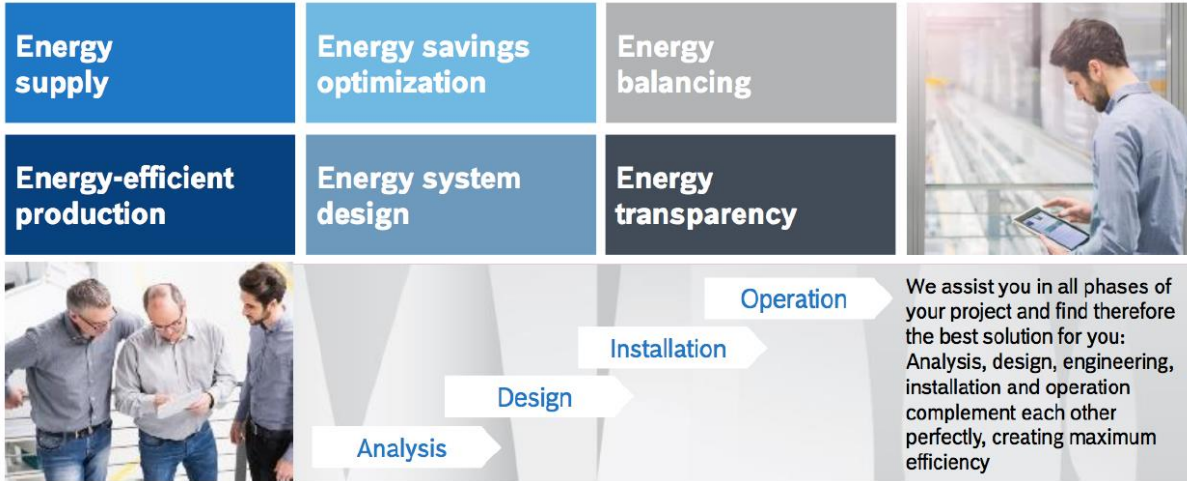 Energy
supply
Energy savings
optimization
Energy
balancing
Energy-efficient
production
Energy system
design
Energy
transparency
Operation
Installation
Design
Analysis
We assist you in all phases of
your project and find therefore
the best solution for you:
Analysis, design, engineering,
installation and operation
complement each other
perfectly, creating maximum
efficiency